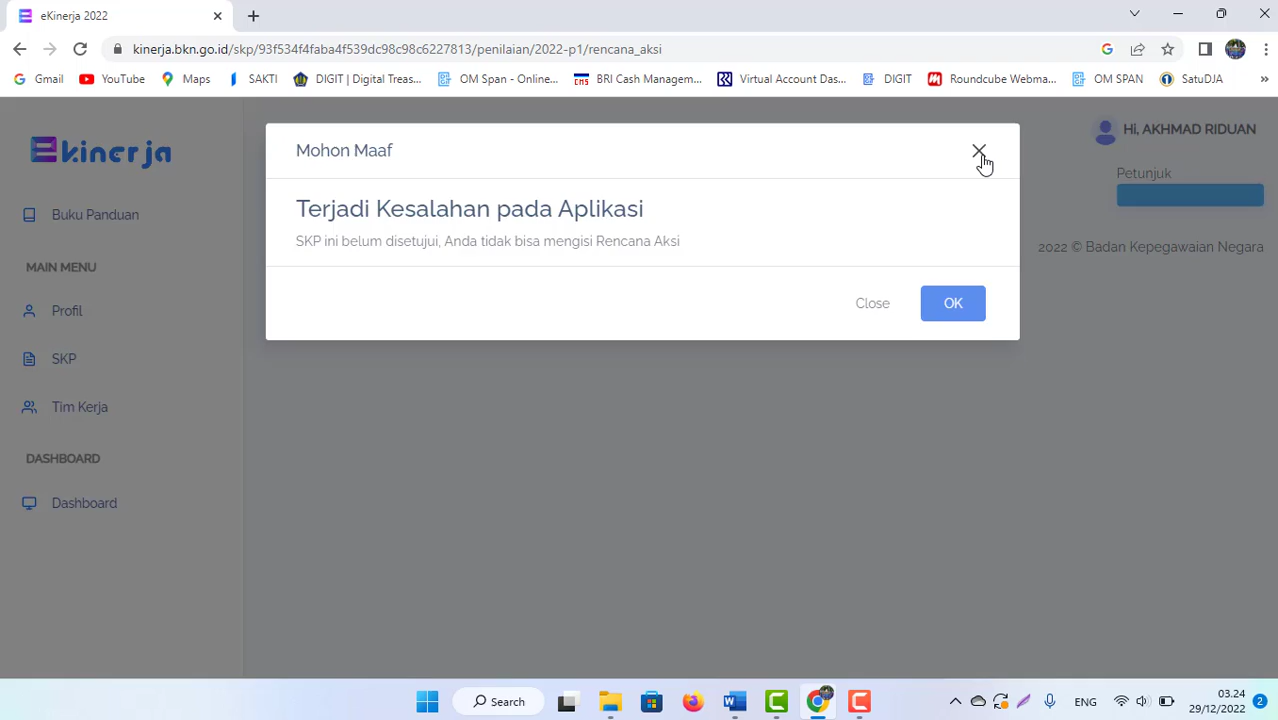 eKinerja 2022
kinerja.bkn.go.id/skp/93f534f4faba4f539dc98c98c6227813/penilaian/2022-p1/rencana_aksi
Gmail YouTube Maps SAKTI DIGIT | Digital Treas... OM Span - Online... BRI Cash Managem... Virtual Account Das... DIGIT Roundcube Webma... OM SPAN SatuDJA
Ekinerja
Buku Panduan
MAIN MENU
Profil
SKP
Tim Kerja
DASHBOARD
Dashboard
Mohon Maaf
Terjadi Kesalahan pada Aplikasi
SKP ini belum disetujui, Anda tidak bisa mengisi Rencana Aksi
Close OK
Hi, AKHMAD RIDUAN
Petunjuk
2022 © Badan Kepegawaian Negara
Search
ENG
03.24
29/12/2022
2